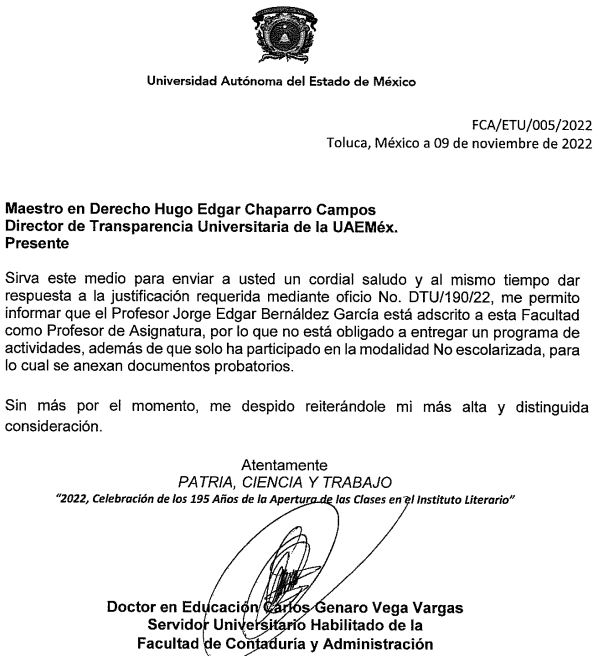 Universidad Autónoma del Estado de México
FCA/ETU/005/2022
Toluca, México a 09 de noviembre de 2022
Maestro en Derecho Hugo Edgar Chaparro Campos
Director de Transparencia Universitaria de la UAEMéx.
Presente
Sirva este medio para enviar a usted un cordial saludo y al mismo tiempo dar
respuesta a la justificación requerida mediante oficio No. DTU/190/22, me permito
informar que el Profesor Jorge Edgar Bernáldez García está adscrito a esta Facultad
como Profesor de Asignatura, por lo que no está obligado a entregar un programa de
actividades, además de que solo ha participado en la modalidad No escolarizada, para
lo cual se anexan documentos probatorios.
Sin más por el momento, me despido reiterándole mi más alta y distinguida
consideración.
Atentamente
PATRIA, CIENCIA Y TRABAJO
“2022, Celebración de los 195 Años de la Apertura de las Clases en el Instituto Literario”
Doctor en Educación Carlos Genaro Vega Vargas
Servidor Universitario Habilitado de la
Facultad de Contaduría y Administración